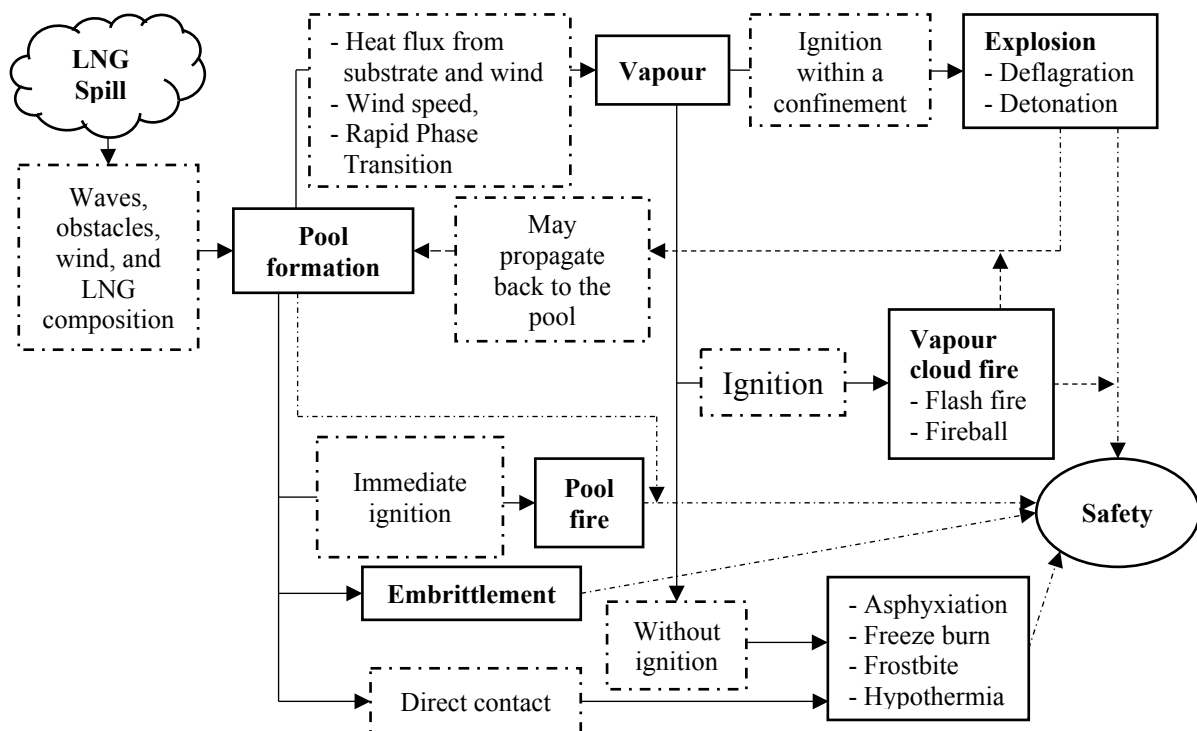 LNG
Spill
- Heat flux from
substrate and wind
- Wind speed,
- Rapid Phase
Transition
Vapour
Ignition
within a
confinement
Explosion
- Deflagration
- Detonation
Waves,
obstacles,
wind, and
LNG
composition
Pool
formation
May
propagate
back to the
pool
Ignition
Vapour
cloud fire
- Flash fire
- Fireball
Immediate
ignition
Pool
fire
Safety
Embrittlement
Without
ignition
- Asphyxiation
- Freeze burn
- Frostbite
- Hypothermia
Direct contact